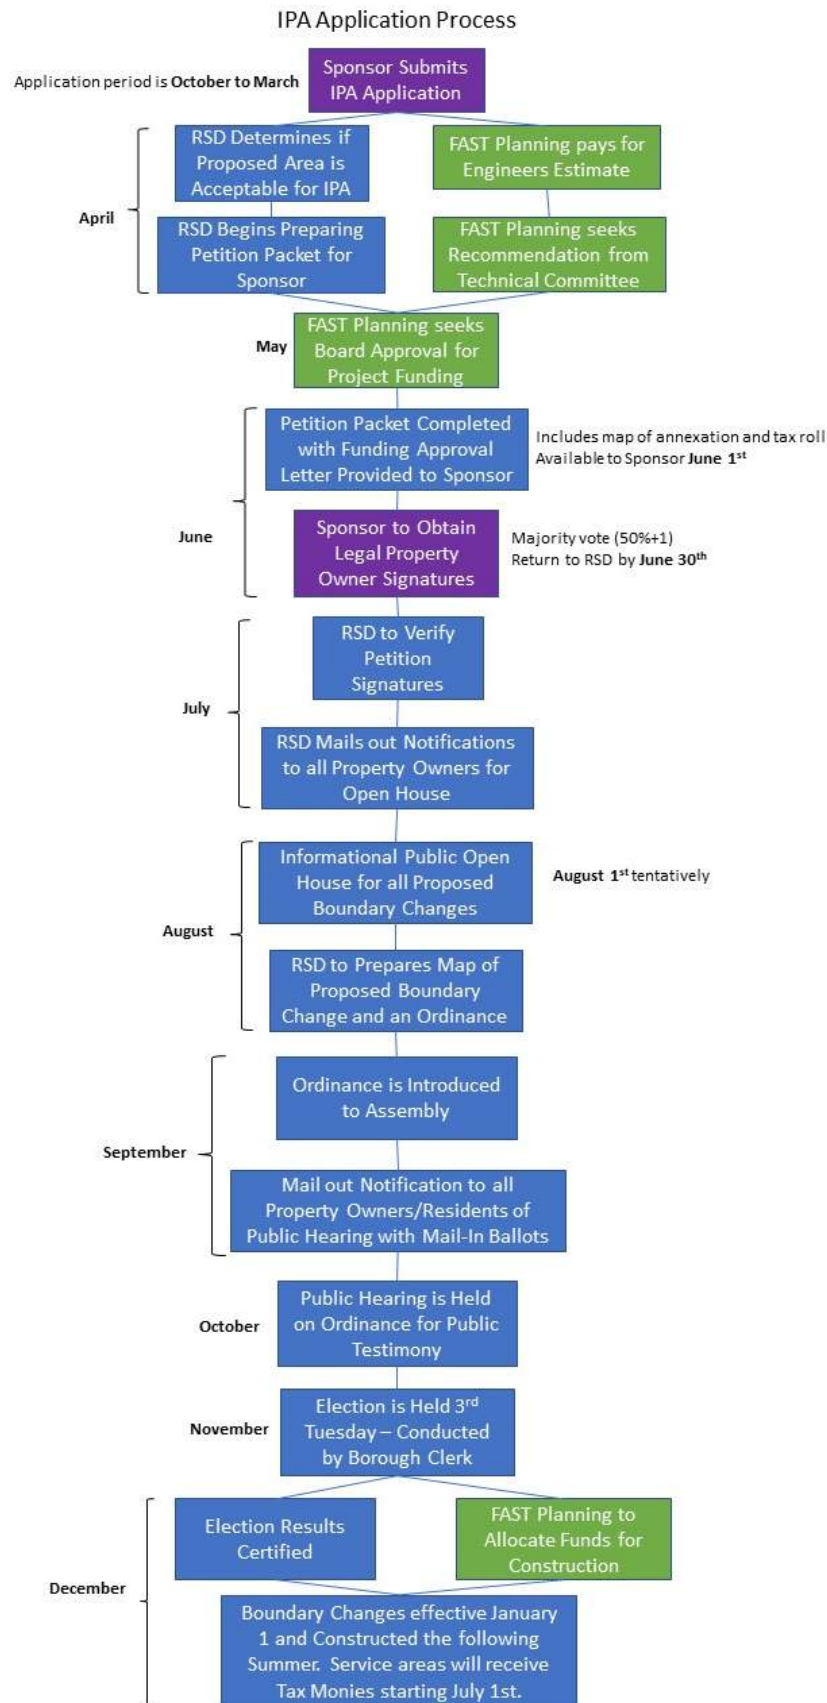 IPA Application Process
Application period is October to March
Sponsor Submits
IPA Application
April
RSD Determines if
Proposed Area is
Acceptable for IPA
FAST Planning pays for
Engineers Estimate
RSD Begins Preparing
Petition Packet for
Sponsor
FAST Planning seeks
Recommendation from
Technical Committee
May
FAST Planning seeks
Board Approval for
Project Funding
June
Petition Packet Completed
with Funding Approval
Letter Provided to Sponsor
Includes map of annexation and tax roll
Available to Sponsor June 1st
Sponsor to Obtain
Legal Property
Owner Signatures
Majority vote (50%+1)
Return to RSD by June 30th
July
RSD to Verify
Petition
Signatures
RSD Mails out Notifications
to all Property Owners for
Open House
August
Informational Public Open
House for all Proposed
Boundary Changes
August 1st tentatively
RSD to Prepares Map of
Proposed Boundary
Change and an Ordinance
September
Ordinance is Introduced
to Assembly
Mail out Notification to all
Property Owners/Residents of
Public Hearing with Mail-In Ballots
October
Public Hearing is Held
on Ordinance for Public
Testimony
November
Election is Held 3rd
Tuesday – Conducted
by Borough Clerk
December
Election Results
Certified
FAST Planning to
Allocate Funds for
Construction
Boundary Changes effective January
1 and Constructed the following
Summer. Service areas will receive
Tax Monies starting July 1st.